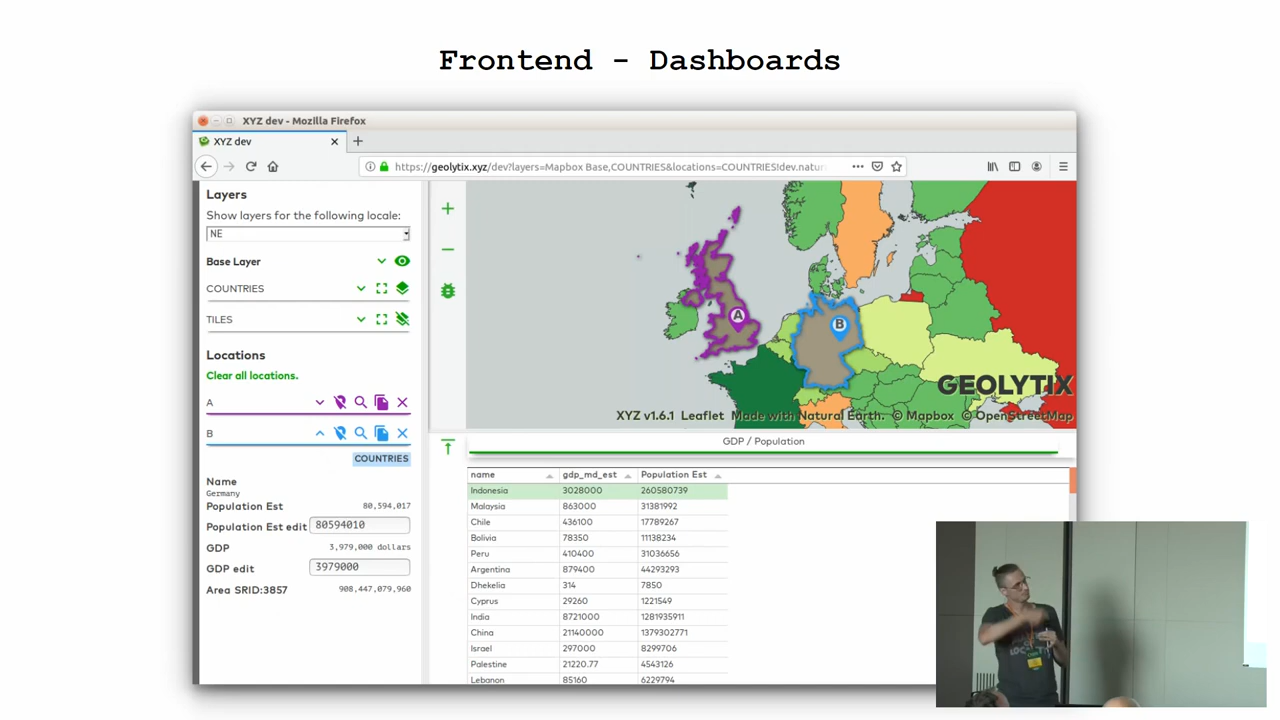 Frontend - Dashboards
XYZ dev - Mozilla Firefox
XYZ dev
https://geolytix.xyz/dev?layers=Mapbox Base,COUNTRIES&locations=COUNTRIES!dev.natur
Layers
Show layers for the following locale:
NE
Base Layer
COUNTRIES
TILES
Locations
Clear all locations.
A
B
COUNTRIES
Name
Germany
Population Est 80,594,017
Population Est edit 80594010
GDP 3,979,000 dollars
GDP edit 3979000
Area SRID:3857 908,447,079,960
A
B
GEOLYTIX
XYZ v1.6.1 Leaflet Made with Natural Earth. © Mapbox © OpenStreetMap
GDP / Population
name gdp_md_est Population Est
Indonesia 3028000 260580739
Malaysia 863000 31381992
Chile 436100 17789267
Bolivia 78350 11138234
Peru 410400 31036656
Argentina 879400 44293293
Dhekelia 314 7850
Cyprus 29260 1221549
India 8721000 1281935911
China 21140000 1379302771
Israel 297000 8299706
Palestine 21220.77 4543126
Lebanon 85160 6229794